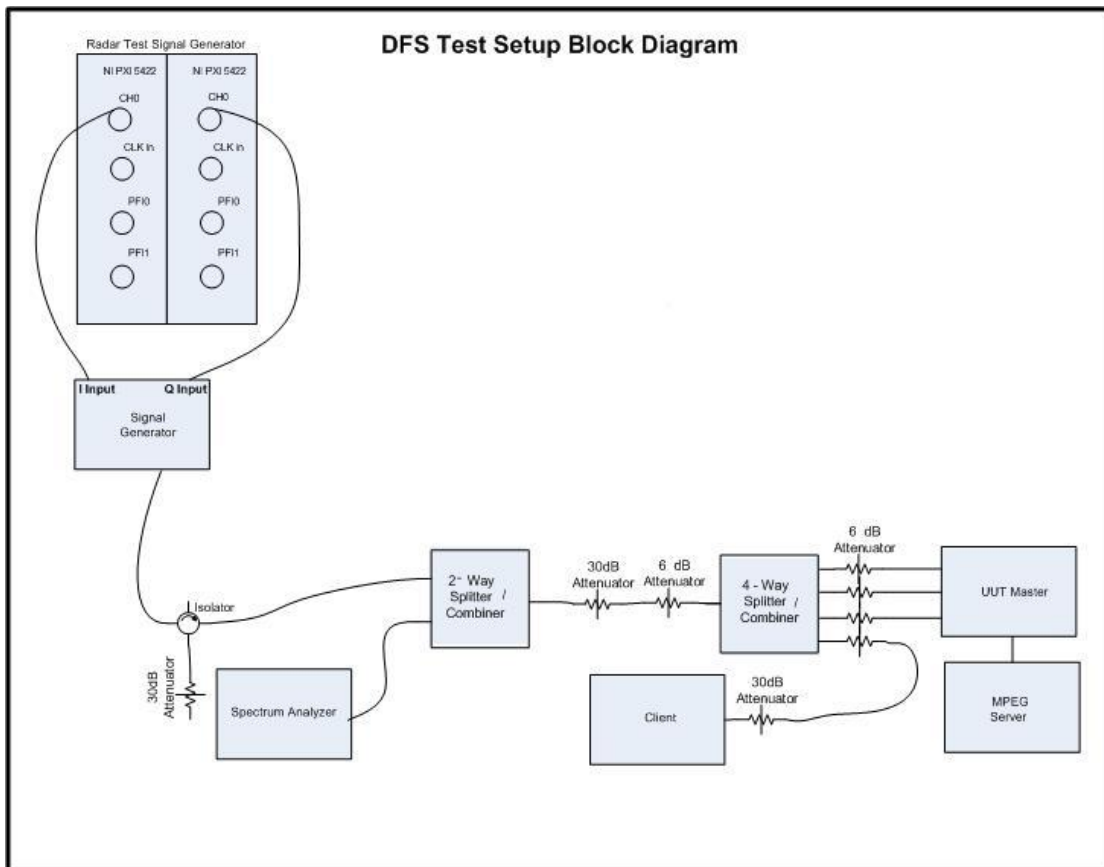 DFS Test Setup Block Diagram
Radar Test Signal Generator
NI PXI 5422
NI PXI 5422
CH0
CH0
CLK In
CLK In
PFI0
PFI0
PFI1
PFI1
I Input
Q Input
Signal
Generator
Isolator
30dB
Attenuator
Spectrum Analyzer
2- Way
Splitter /
Combiner
30dB
Attenuator
6 dB
Attenuator
4 - Way
Splitter /
Combiner
6 dB
Attenuator
UUT Master
MPEG
Server
30dB
Attenuator
Client